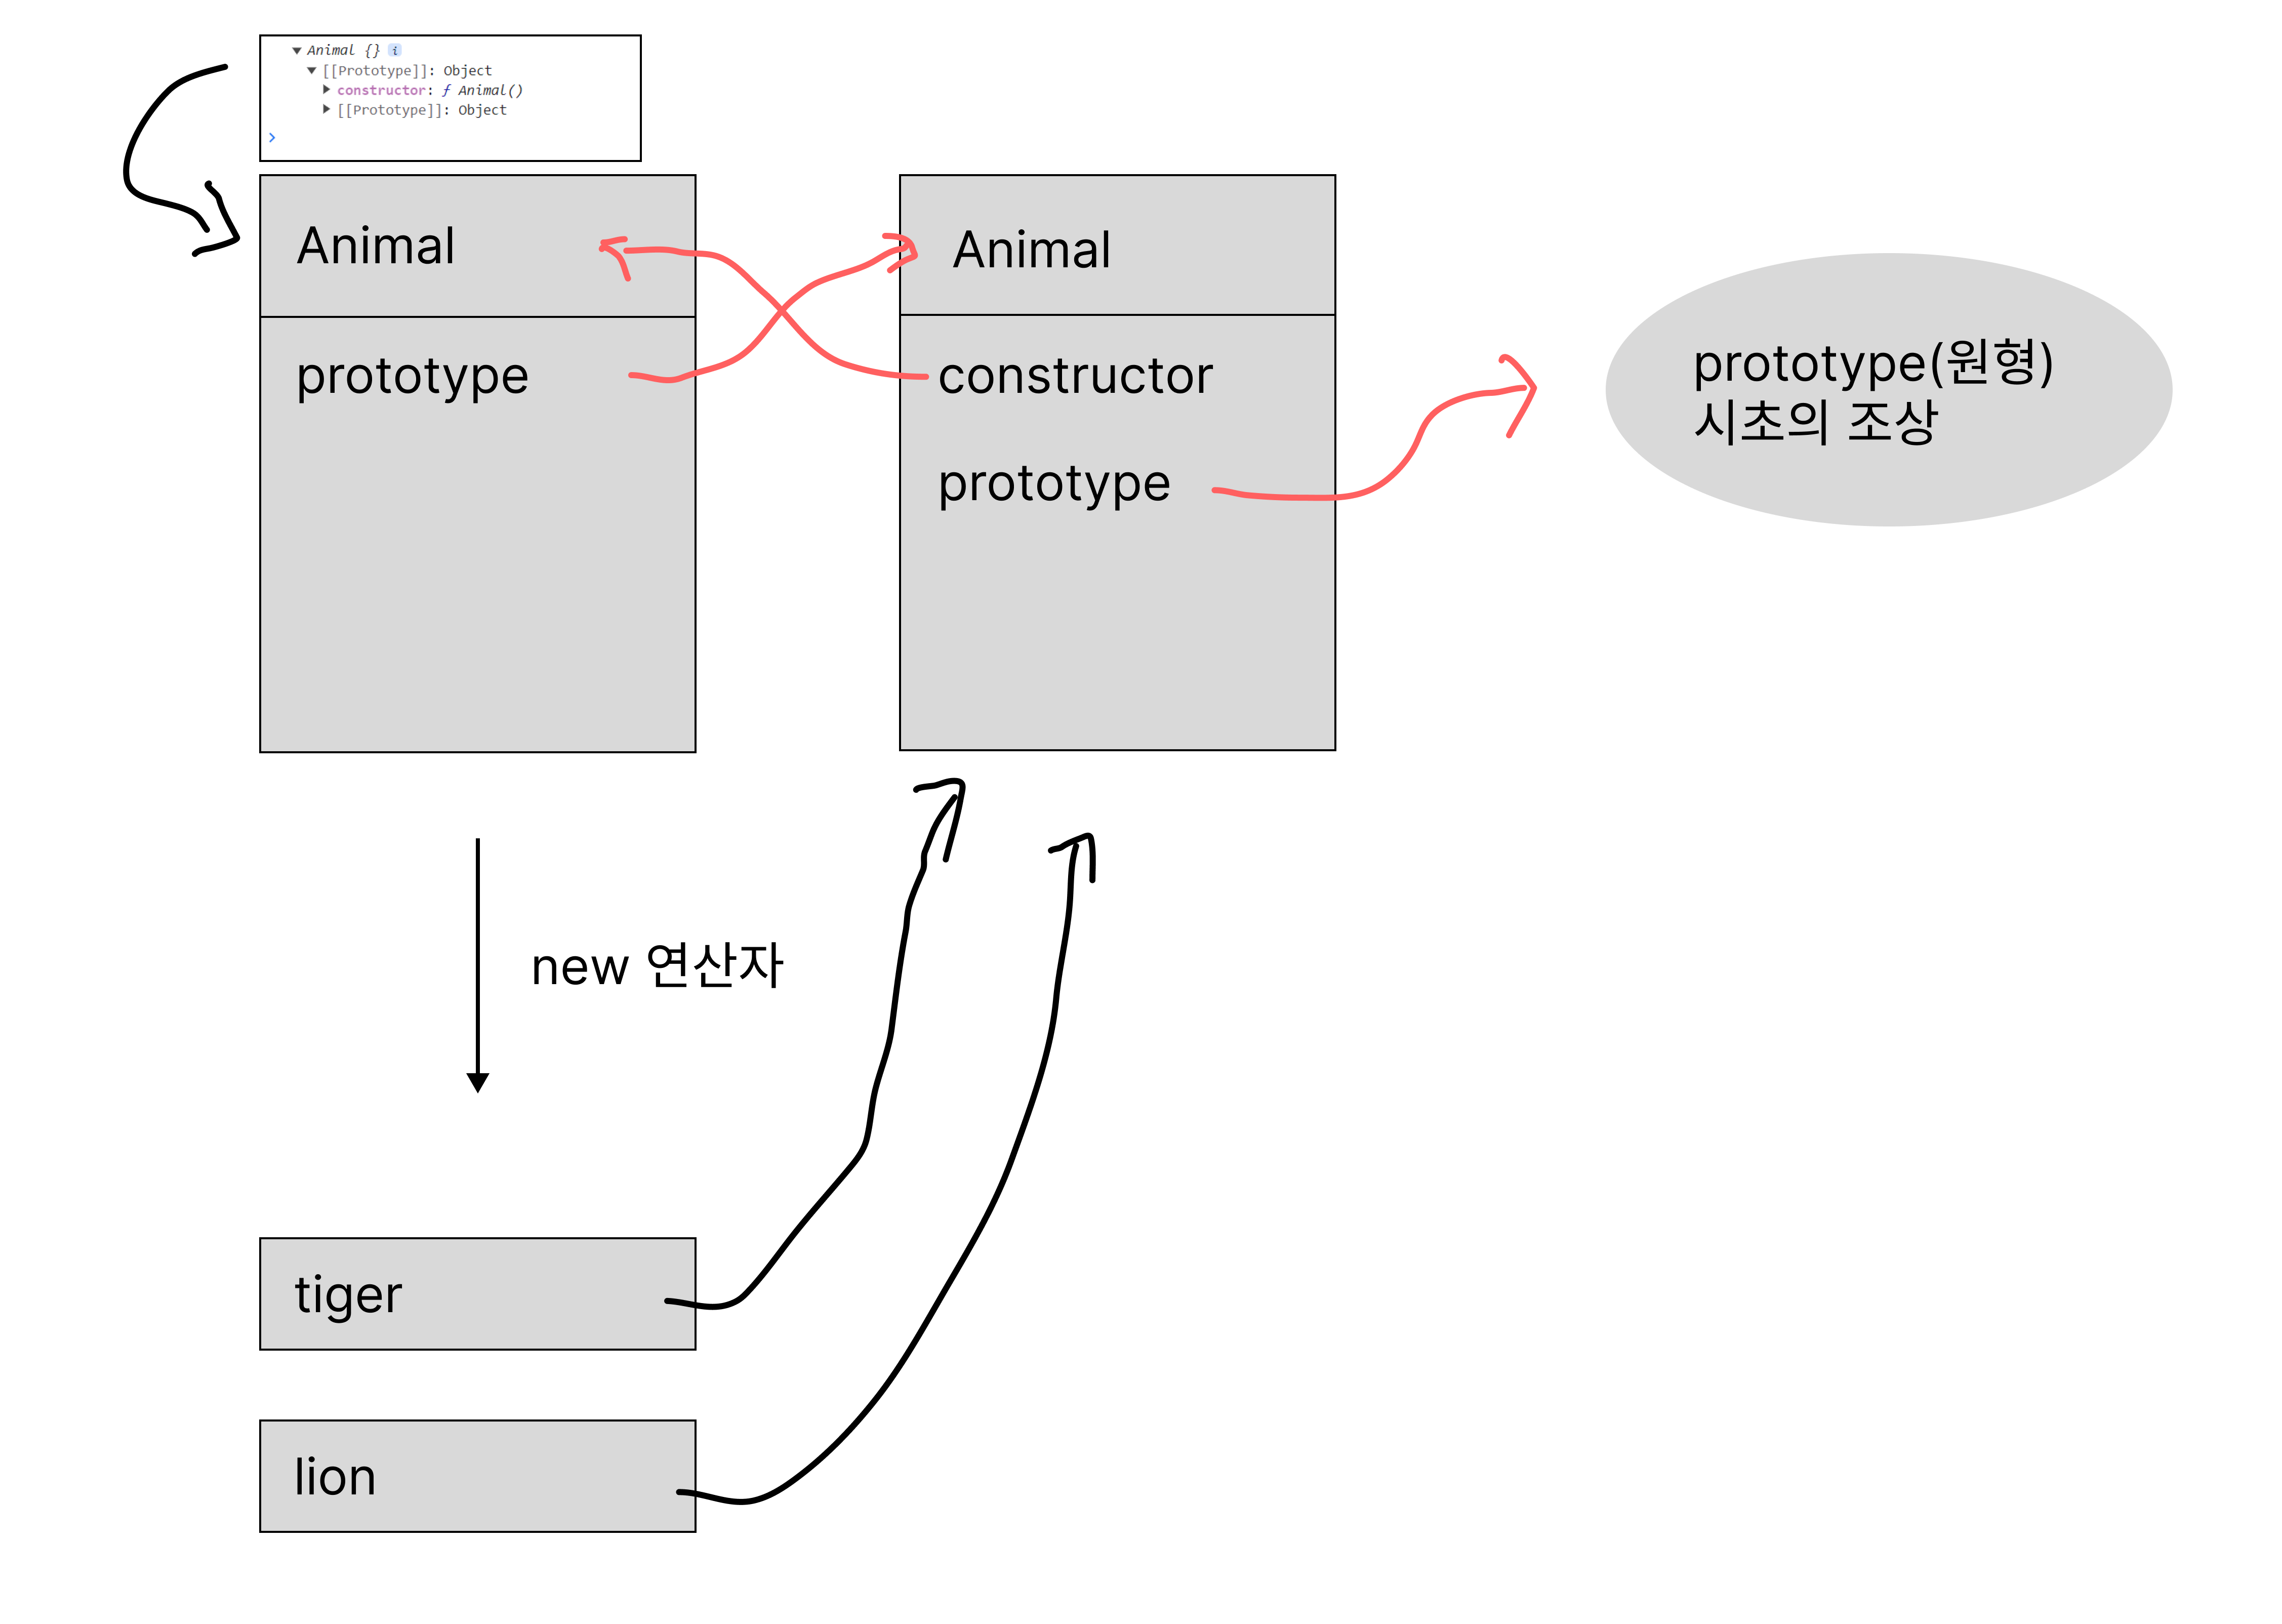 Animal {} i
[[Prototype]]: Object
constructor: ƒ Animal()
[[Prototype]]: Object
Animal
prototype
Animal
constructor
prototype
prototype(원형)
시초의 조상
new 연산자
tiger
lion